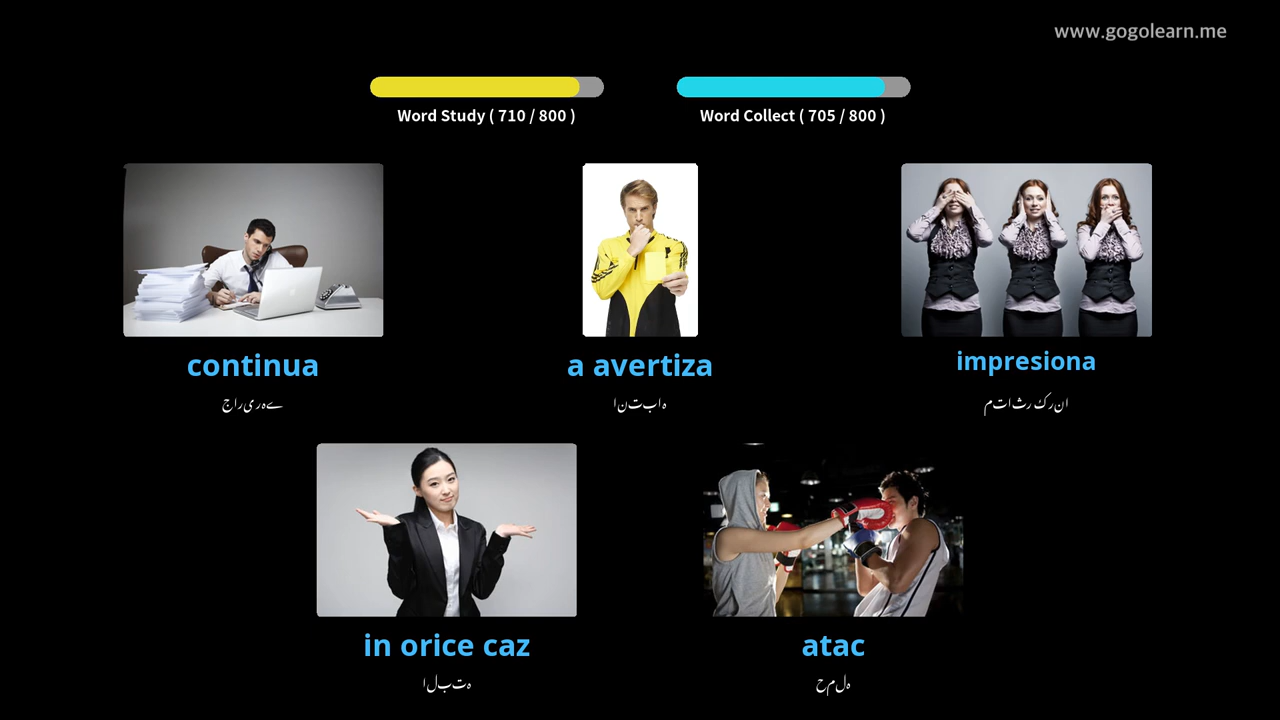 www.gogolearn.me
Word Study ( 710 / 800 )
Word Collect ( 705 / 800 )
continua
a avertiza
impresiona
جاری رہے
انتباہ
متاثر کرنا
in orice caz
atac
البتہ
حملہ